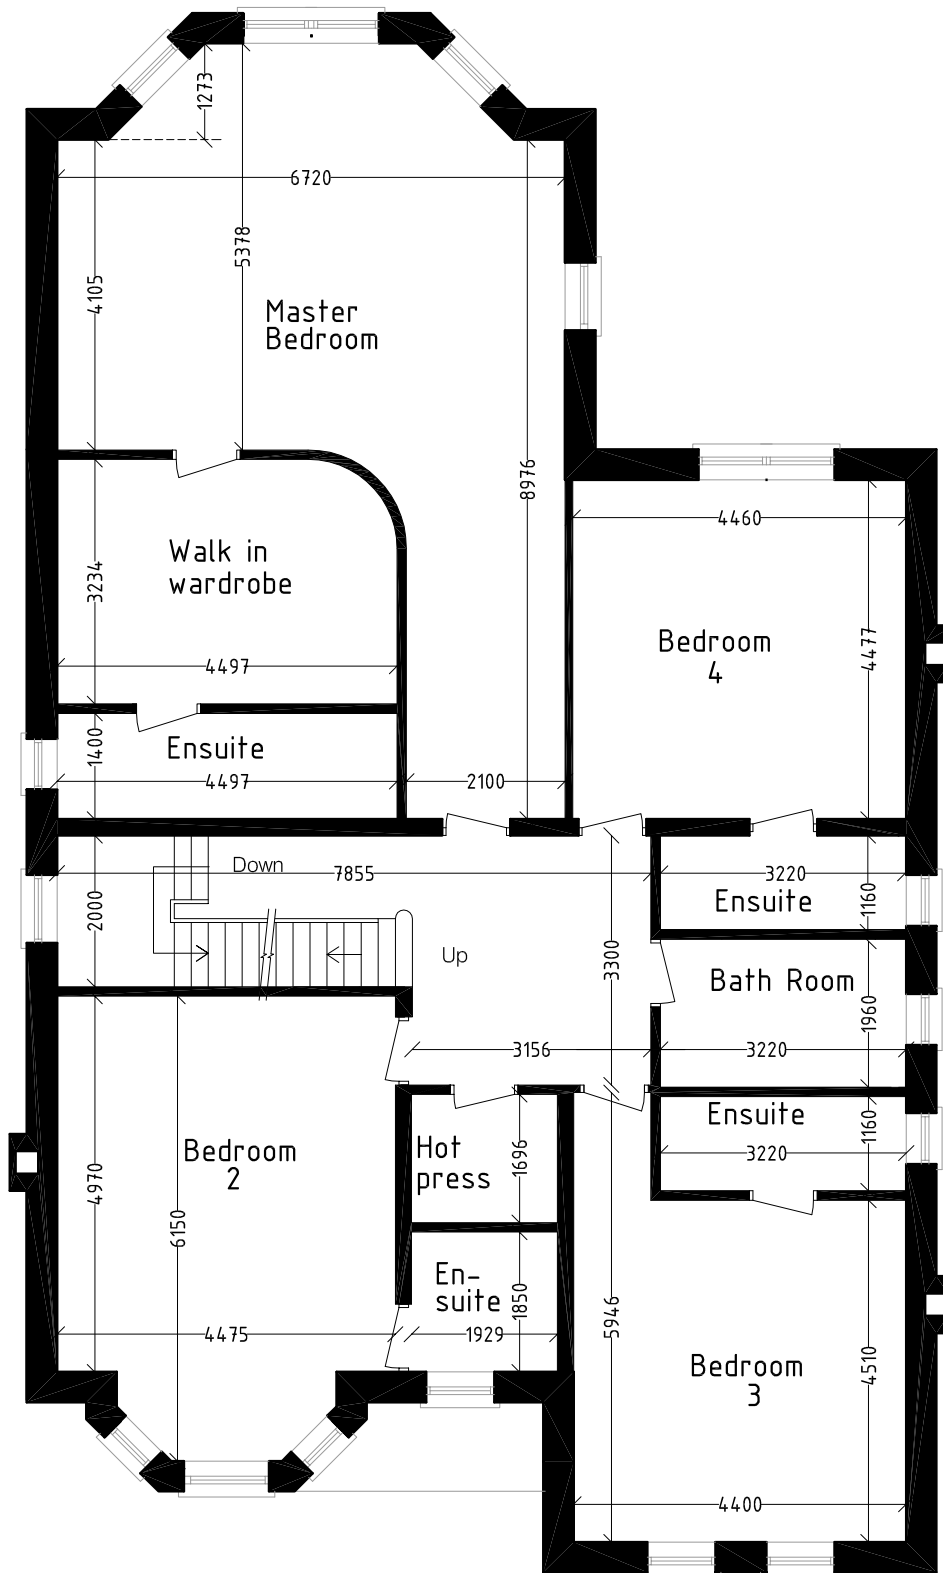 1273
6720
5378
4105
Master
Bedroom
8976
4460
Walk in
wardrobe
3234
Bedroom
4
4477
4497
1400
Ensuite
4497
2100
Down
7855
3220
2000
Ensuite
1160
Up
3300
Bath Room
1960
3156
3220
Ensuite
1160
Bedroom
2
Hot
press
1696
3220
4970
6150
En-
suite
1850
5946
4475
1929
Bedroom
3
4510
4400